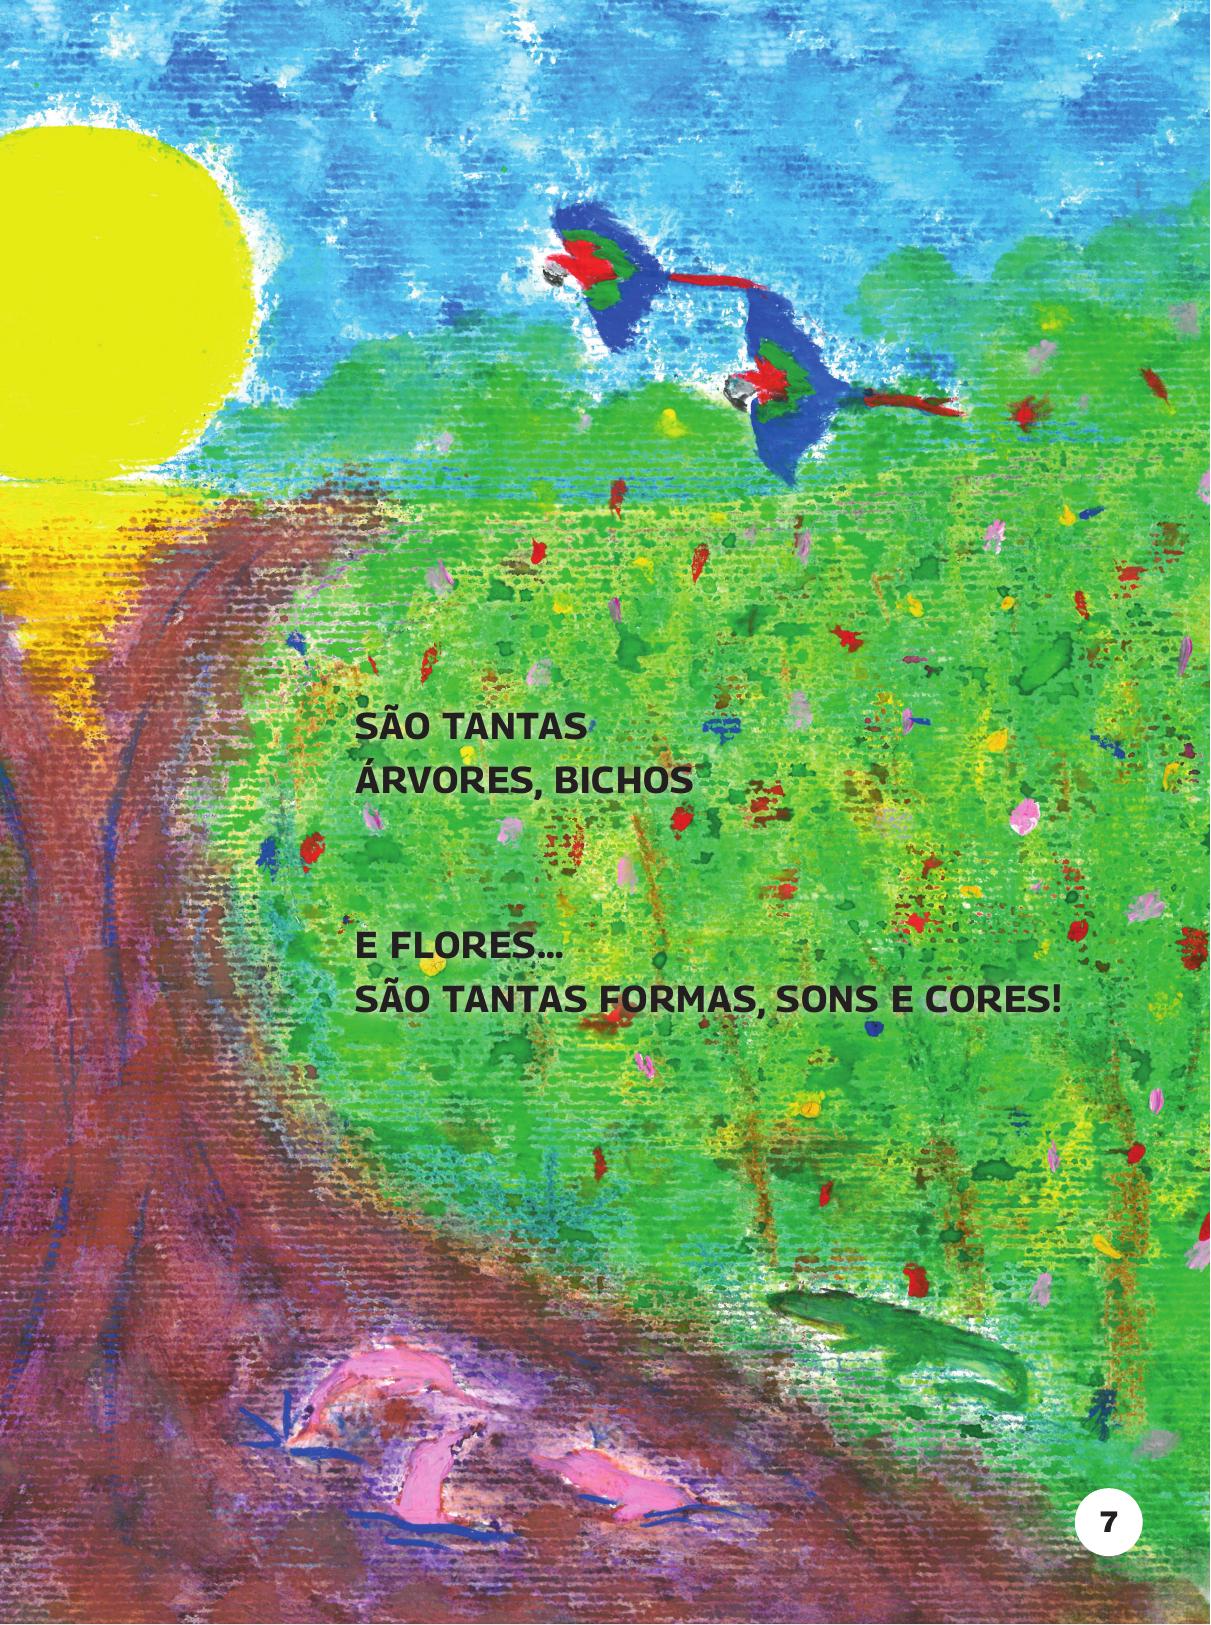 SÃO TANTAS
ÁRVORES, BICHOS
E FLORES...
SÃO TANTAS FORMAS, SONS E CORES!
7